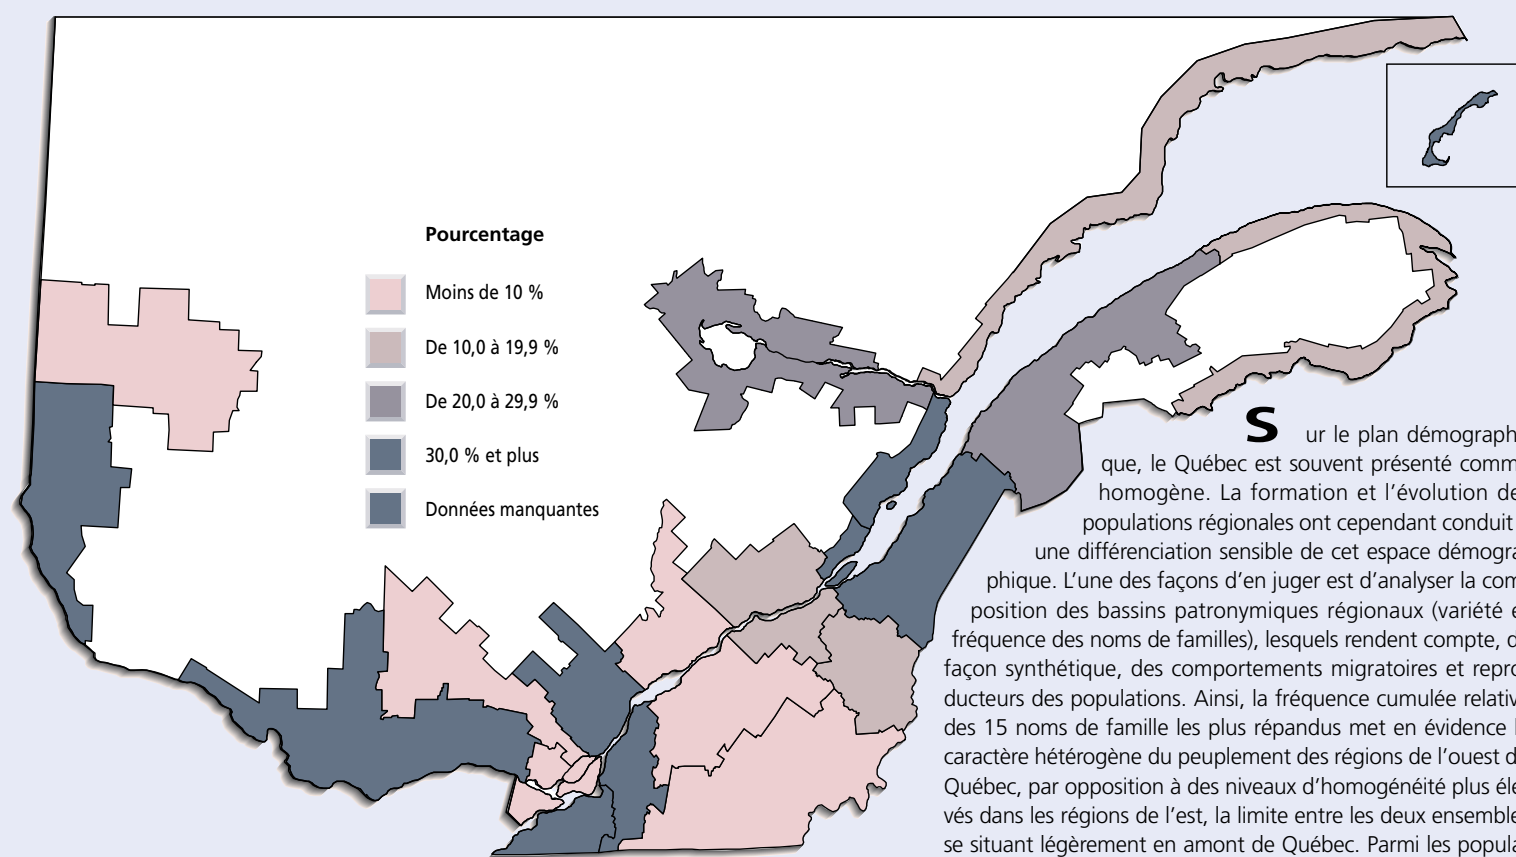 Pourcentage
Moins de 10 %
De 10,0 à 19,9 %
De 20,0 à 29,9 %
30,0 % et plus
Données manquantes
Sur le plan démograph
que, le Québec est souvent présenté comm
homogène. La formation et l'évolution de
populations régionales ont cependant conduit
une différenciation sensible de cet espace démogra
phique. L'une des façons d'en juger est d'analyser la com
position des bassins patronymiques régionaux (variété e
fréquence des noms de familles), lesquels rendent compte, d
façon synthétique, des comportements migratoires et repro
ducteurs des populations. Ainsi, la fréquence cumulée relativ
des 15 noms de famille les plus répandus met en évidence l
caractère hétérogène du peuplement des régions de l'ouest d
Québec, par opposition à des niveaux d'homogénéité plus éle
vés dans les régions de l'est, la limite entre les deux ensemble
se situant légèrement en amont de Québec. Parmi les popula